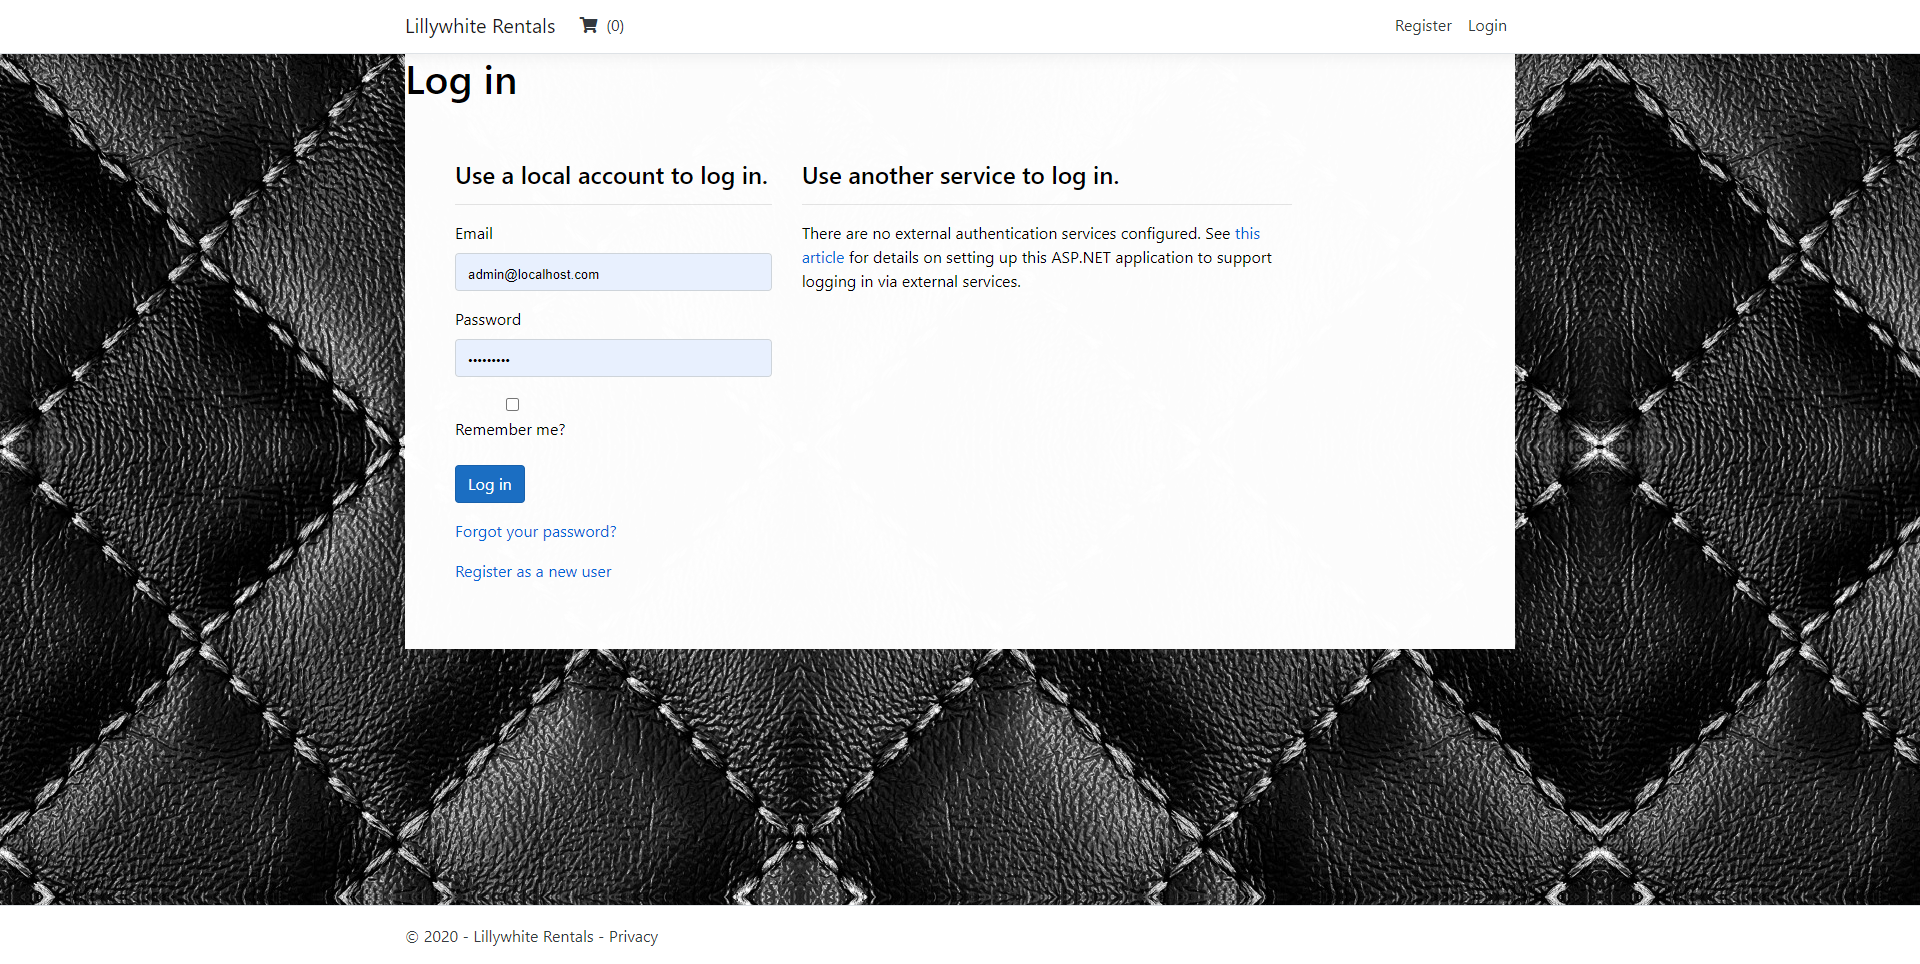 Lillywhite Rentals (0) Register Login
Log in
Use a local account to log in.
Email
admin@localhost.com
Password
•••••••••
Remember me?
Log in
Forgot your password?
Register as a new user
Use another service to log in.
There are no external authentication services configured. See this
article for details on setting up this ASP.NET application to support
logging in via external services.
© 2020 - Lillywhite Rentals - Privacy